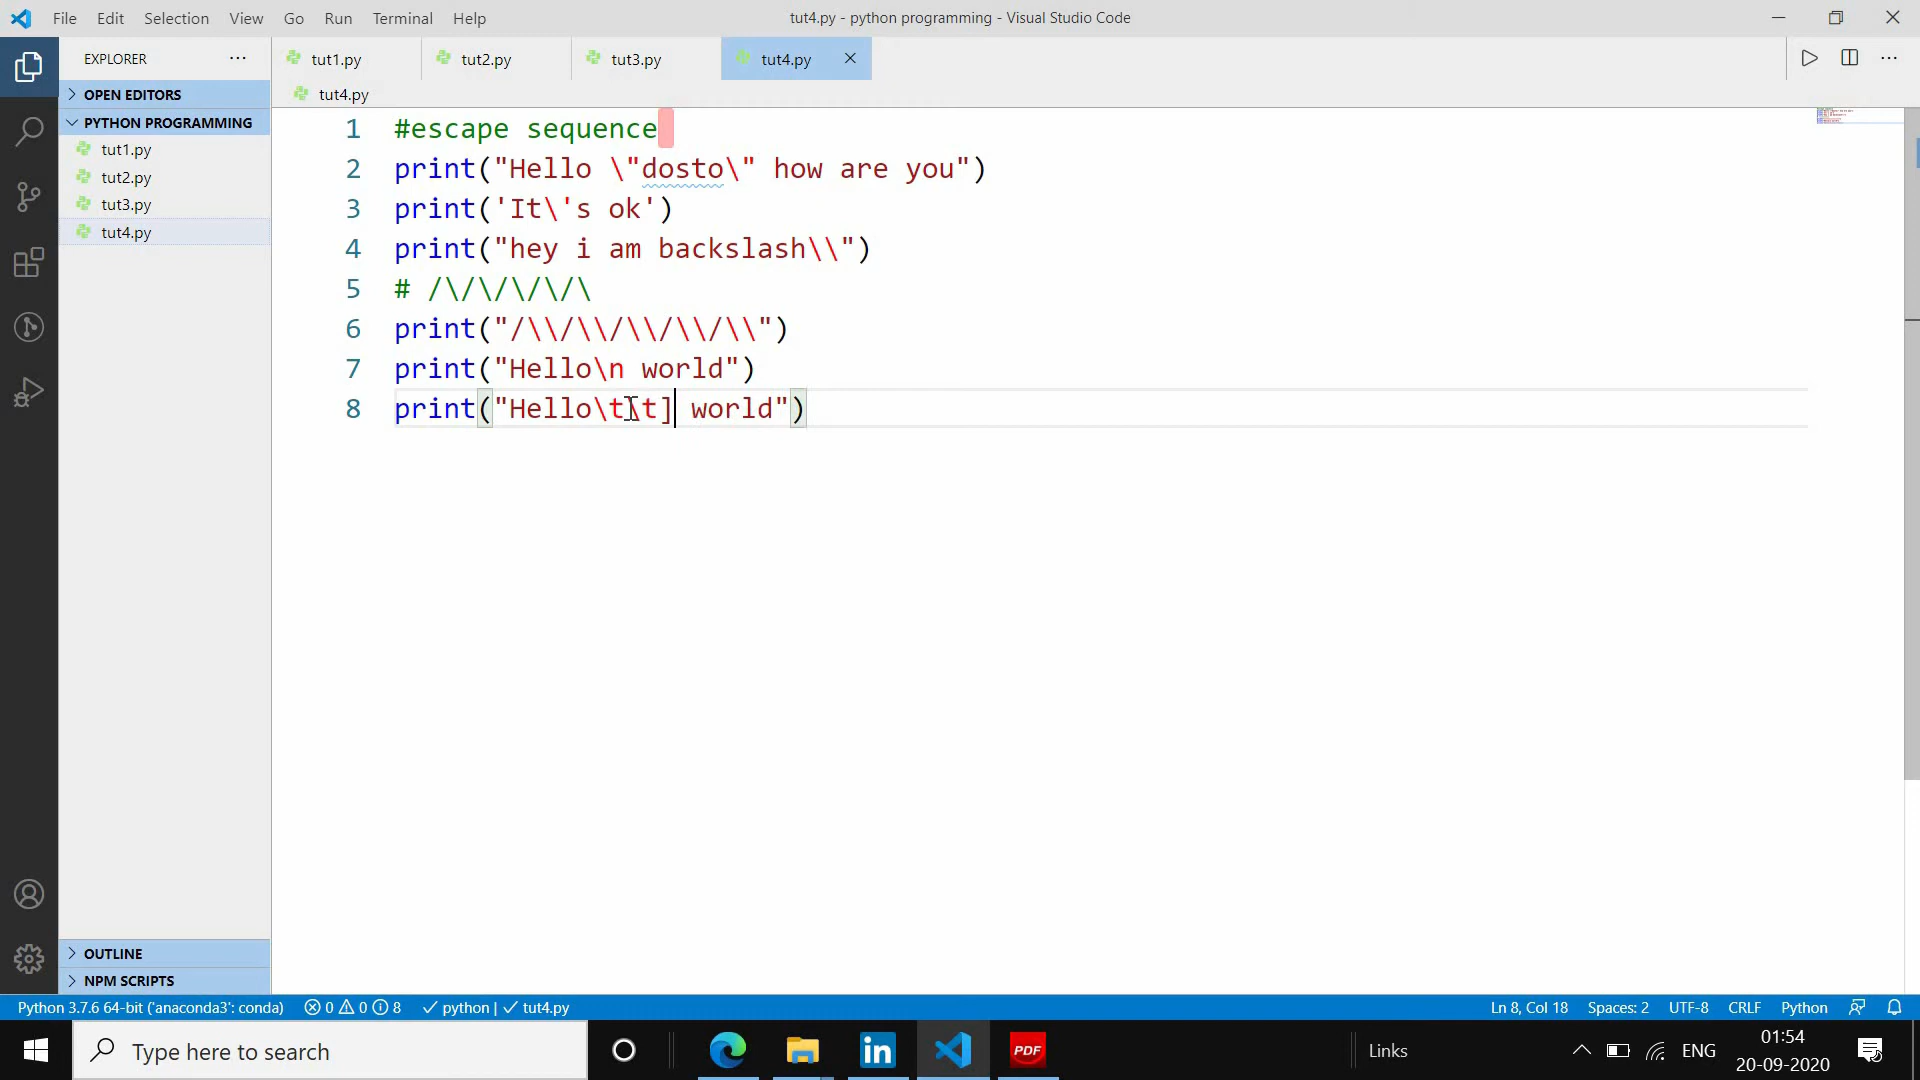 File Edit Selection View Go Run Terminal Help
tut4.py - python programming - Visual Studio Code
EXPLORER
tut1.py tut2.py tut3.py tut4.py
OPEN EDITORS
tut4.py
PYTHON PROGRAMMING
tut1.py
tut2.py
tut3.py
tut4.py
1 #escape sequence
2 print("Hello \"dosto\" how are you")
3 print('It\'s ok')
4 print("hey i am backslash\\")
5 # /\/\/\/\/\
6 print("/\\/\\/\\/\\/\\")
7 print("Hello\n world")
8 print("Hello\t\t] world")
OUTLINE
NPM SCRIPTS
Python 3.7.6 64-bit ('anaconda3': conda) 0 0 8 python | tut4.py Ln 8, Col 18 Spaces: 2 UTF-8 CRLF Python
Type here to search
in
PDF
Links
ENG
01:54
20-09-2020